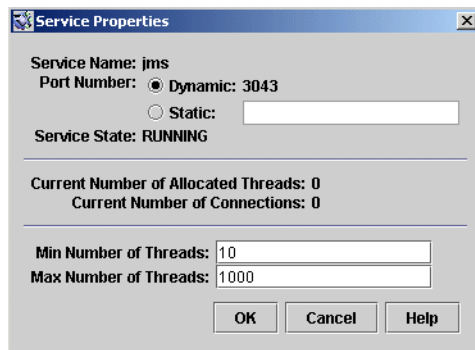 Service Properties
Service Name: jms
Port Number: Dynamic: 3043
Static:
Service State: RUNNING
Current Number of Allocated Threads: 0
Current Number of Connections: 0
Min Number of Threads: 10
Max Number of Threads: 1000
OK Cancel Help